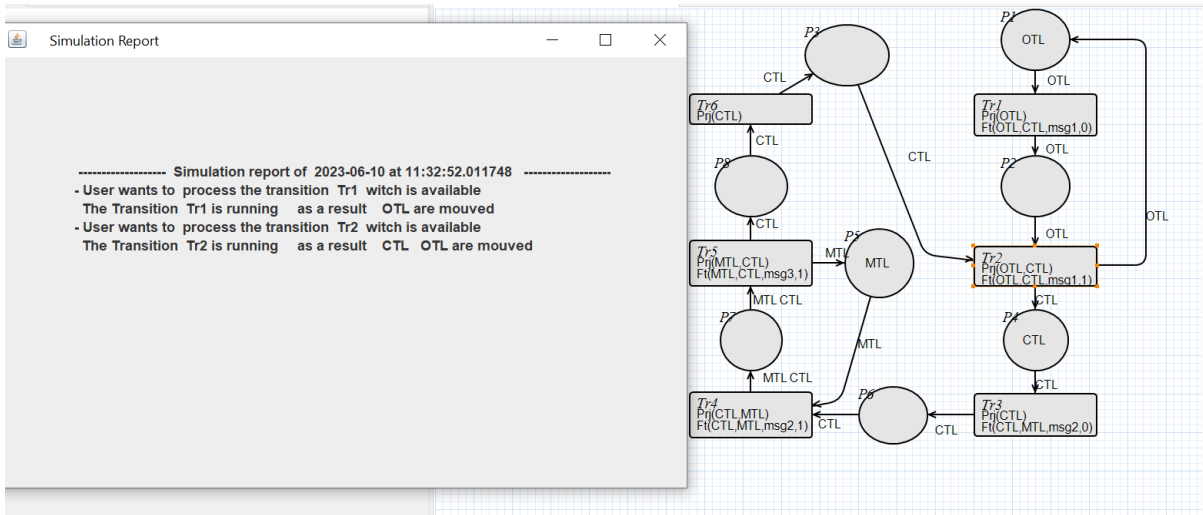 Simulation Report
------------------- Simulation report of 2023-06-10 at 11:32:52.011748 -------------------
- User wants to process the transition Tr1 witch is available
The Transition Tr1 is running as a result OTL are mouved
- User wants to process the transition Tr2 witch is available
The Transition Tr2 is running as a result CTL OTL are mouved
P3
CTL
Tr6
Prj(CTL)
CTL
P8
CTL
CTL
Tr5
Prj(MTL,CTL)
Ft(MTL,CTL,msg3,1)
MTL
P5
MTL
MTL CTL
P7
MTL
MTL CTL
Tr4
Prj(CTL,MTL)
Ft(CTL,MTL,msg2,1)
CTL
P6
CTL
P1
OTL
OTL
Tr1
Prj(OTL)
Ft(OTL,CTL,msg1,0)
OTL
P2
OTL
OTL
Tr2
Prj(OTL,CTL)
Ft(OTL,CTL,msg1,1)
CTL
P4
CTL
CTL
Tr3
Prj(CTL)
Ft(CTL,MTL,msg2,0)